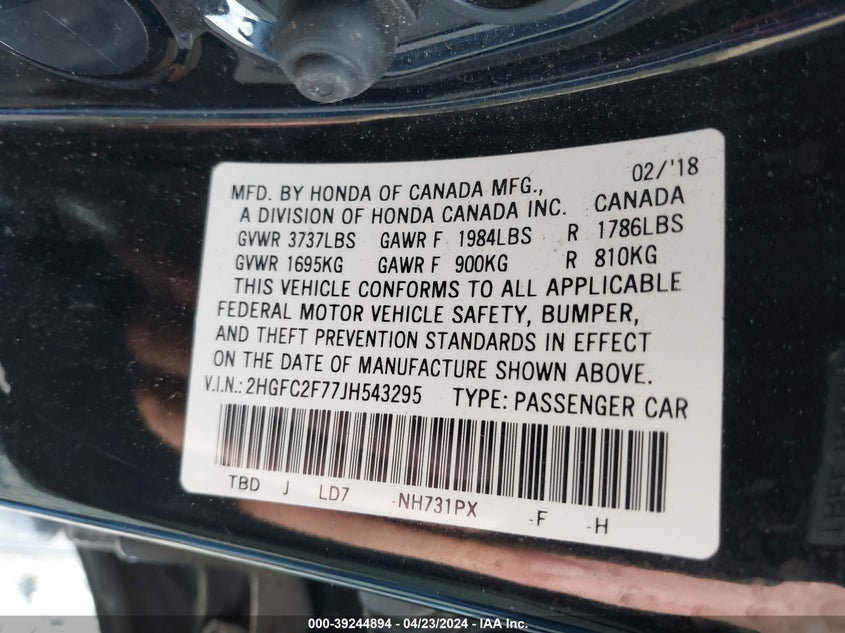 02/'18
MFD. BY HONDA OF CANADA MFG.,
A DIVISION OF HONDA CANADA INC. CANADA
GVWR 3737LBS GAWR F 1984LBS R 1786LBS
GVWR 1695KG GAWR F 900KG R 810KG
THIS VEHICLE CONFORMS TO ALL APPLICABLE
FEDERAL MOTOR VEHICLE SAFETY, BUMPER,
AND THEFT PREVENTION STANDARDS IN EFFECT
ON THE DATE OF MANUFACTURE SHOWN ABOVE.
V.I.N.: 2HGFC2F77JH543295 TYPE: PASSENGER CAR
TBD J LD7 -NH731PX -F -H
000-39244894 - 04/23/2024 - IAA, Inc.